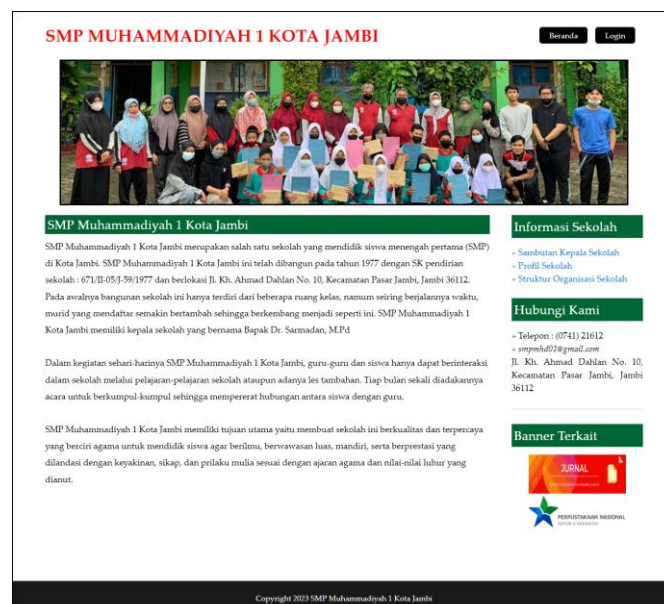 SMP MUHAMMADIYAH 1 KOTA JAMBI
Beranda
Login
SMP Muhammadiyah 1 Kota Jambi
SMP Muhammadiyah 1 Kota Jambi merupakan salah satu sekolah yang mendidik siswa menengah pertama (SMP)
di Kota Jambi. SMP Muhammadiyah 1 Kota Jambi ini telah dibangun pada tahun 1977 dengan SK pendirian
sekolah : 671/II-05/J-59/1977 dan berlokasi Jl. Kh. Ahmad Dahlan No. 10, Kecamatan Pasar Jambi, Jambi 36112.
Pada awalnya bangunan sekolah ini hanya terdiri dari beberapa ruang kelas, namum seiring berjalannya waktu,
murid yang mendaftar semakin bertambah sehingga berkembang menjadi seperti ini. SMP Muhammadiyah 1
Kota Jambi memiliki kepala sekolah yang bernama Bapak Dr. Sarmadan, M.Pd
Dalam kegiatan sehari-harinya SMP Muhammadiyah 1 Kota Jambi, guru-guru dan siswa hanya dapat berinteraksi
dalam sekolah melalui pelajaran-pelajaran sekolah ataupun adanya les tambahan. Tiap bulan sekali diadakannya
acara untuk berkumpul-kumpul sehingga mempererat hubungan antara siswa dengan guru.
SMP Muhammadiyah 1 Kota Jambi memiliki tujuan utama yaitu membuat sekolah ini berkualitas dan terpercaya
yang berciri agama untuk mendidik siswa agar berilmu, berwawasan luas, mandiri, serta berprestasi yang
dilandasi dengan keyakinan, sikap, dan prilaku mulia sesuai dengan ajaran agama dan nilai-nilai luhur yang
dianut.
Informasi Sekolah
» Sambutan Kepala Sekolah
» Profil Sekolah
» Struktur Organisasi Sekolah
Hubungi Kami
» Telepon : (0741) 21612
» smpmhd01@gmail.com
Jl. Kh. Ahmad Dahlan No. 10,
Kecamatan Pasar Jambi, Jambi
36112
Banner Terkait
JURNAL
PERPUSTAKAAN NASIONAL
REPUBLIK INDONESIA
Copyright 2023 SMP Muhammadiyah 1 Kota Jambi